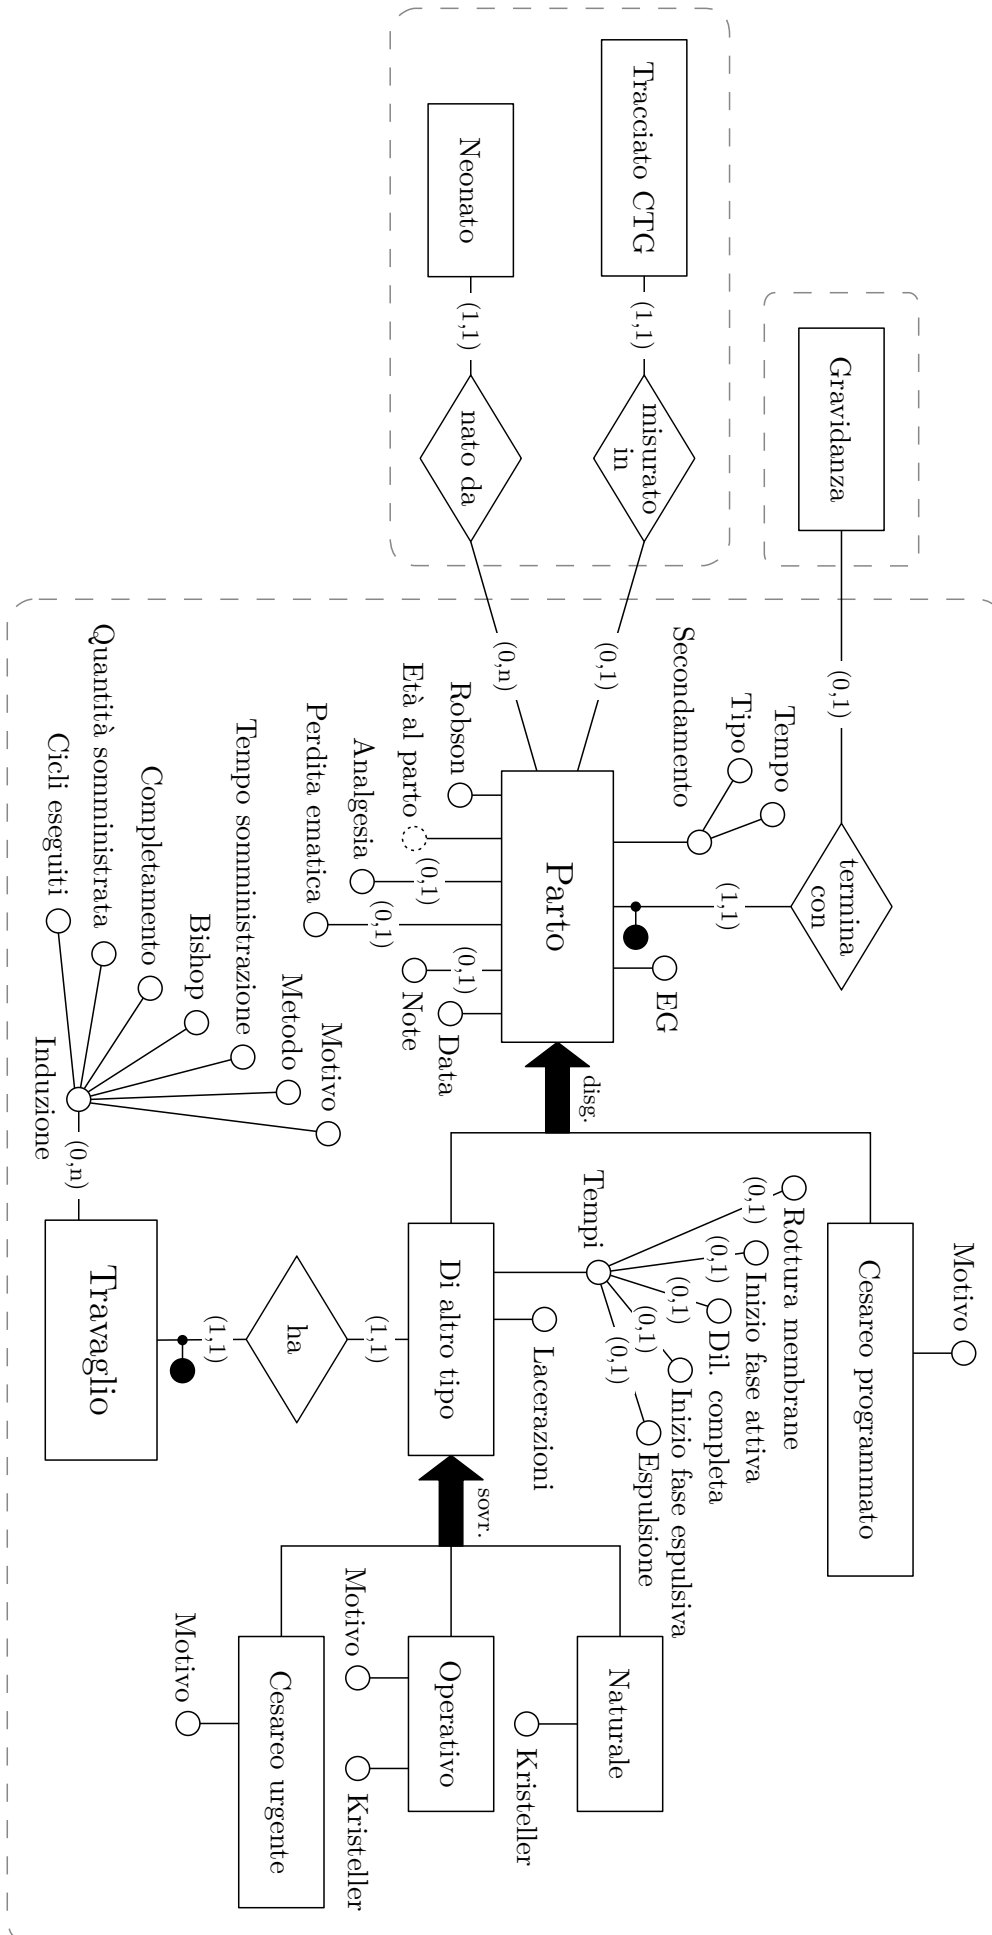 Tracciato CTG
(1,1)
misurato
in
(0,1)
Neonato
(1,1)
nato da
(0,n)
Gravidanza
(0,1)
termina
con
(1,1)
Secondamento
Tipo
Tempo
EG
Parto
Robson
Età al parto
Analgesia
(0,1)
Perdita ematica
(0,1)
Note
(0,1)
Data
disg.
Motivo
Cesareo programmato
Tempi
(0,1)
Rottura membrane
(0,1)
Inizio fase attiva
(0,1)
Dil. completa
(0,1)
Inizio fase espulsiva
(0,1)
Espulsione
Lacerazioni
Di altro tipo
(1,1)
ha
(1,1)
Travaglio
(0,n)
Induzione
Motivo
Metodo
Tempo somministrazione
Bishop
Completamento
Quantità somministrata
Cicli eseguiti
sovr.
Naturale
Kristeller
Operativo
Motivo
Kristeller
Cesareo urgente
Motivo